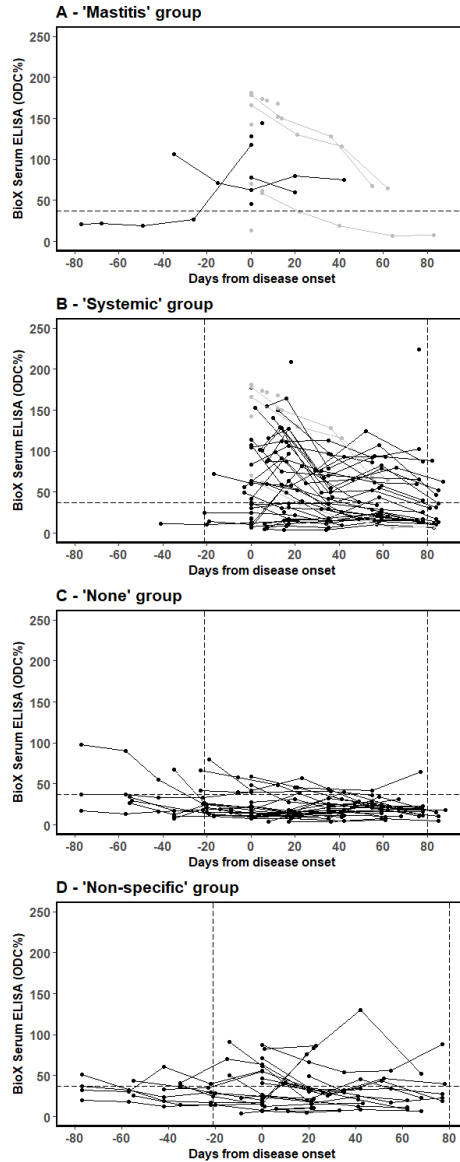 A - 'Mastitis' group
BioX Serum ELISA (ODC%)
250
200
150
100
50
0
-80 -60 -40 -20 0 20 40 60 80
Days from disease onset
B - 'Systemic' group
BioX Serum ELISA (ODC%)
250
200
150
100
50
0
-80 -60 -40 -20 0 20 40 60 80
Days from disease onset
C - 'None' group
BioX Serum ELISA (ODC%)
250
200
150
100
50
0
-80 -60 -40 -20 0 20 40 60 80
Days from disease onset
D - 'Non-specific' group
BioX Serum ELISA (ODC%)
250
200
150
100
50
0
-80 -60 -40 -20 0 20 40 60 80
Days from disease onset